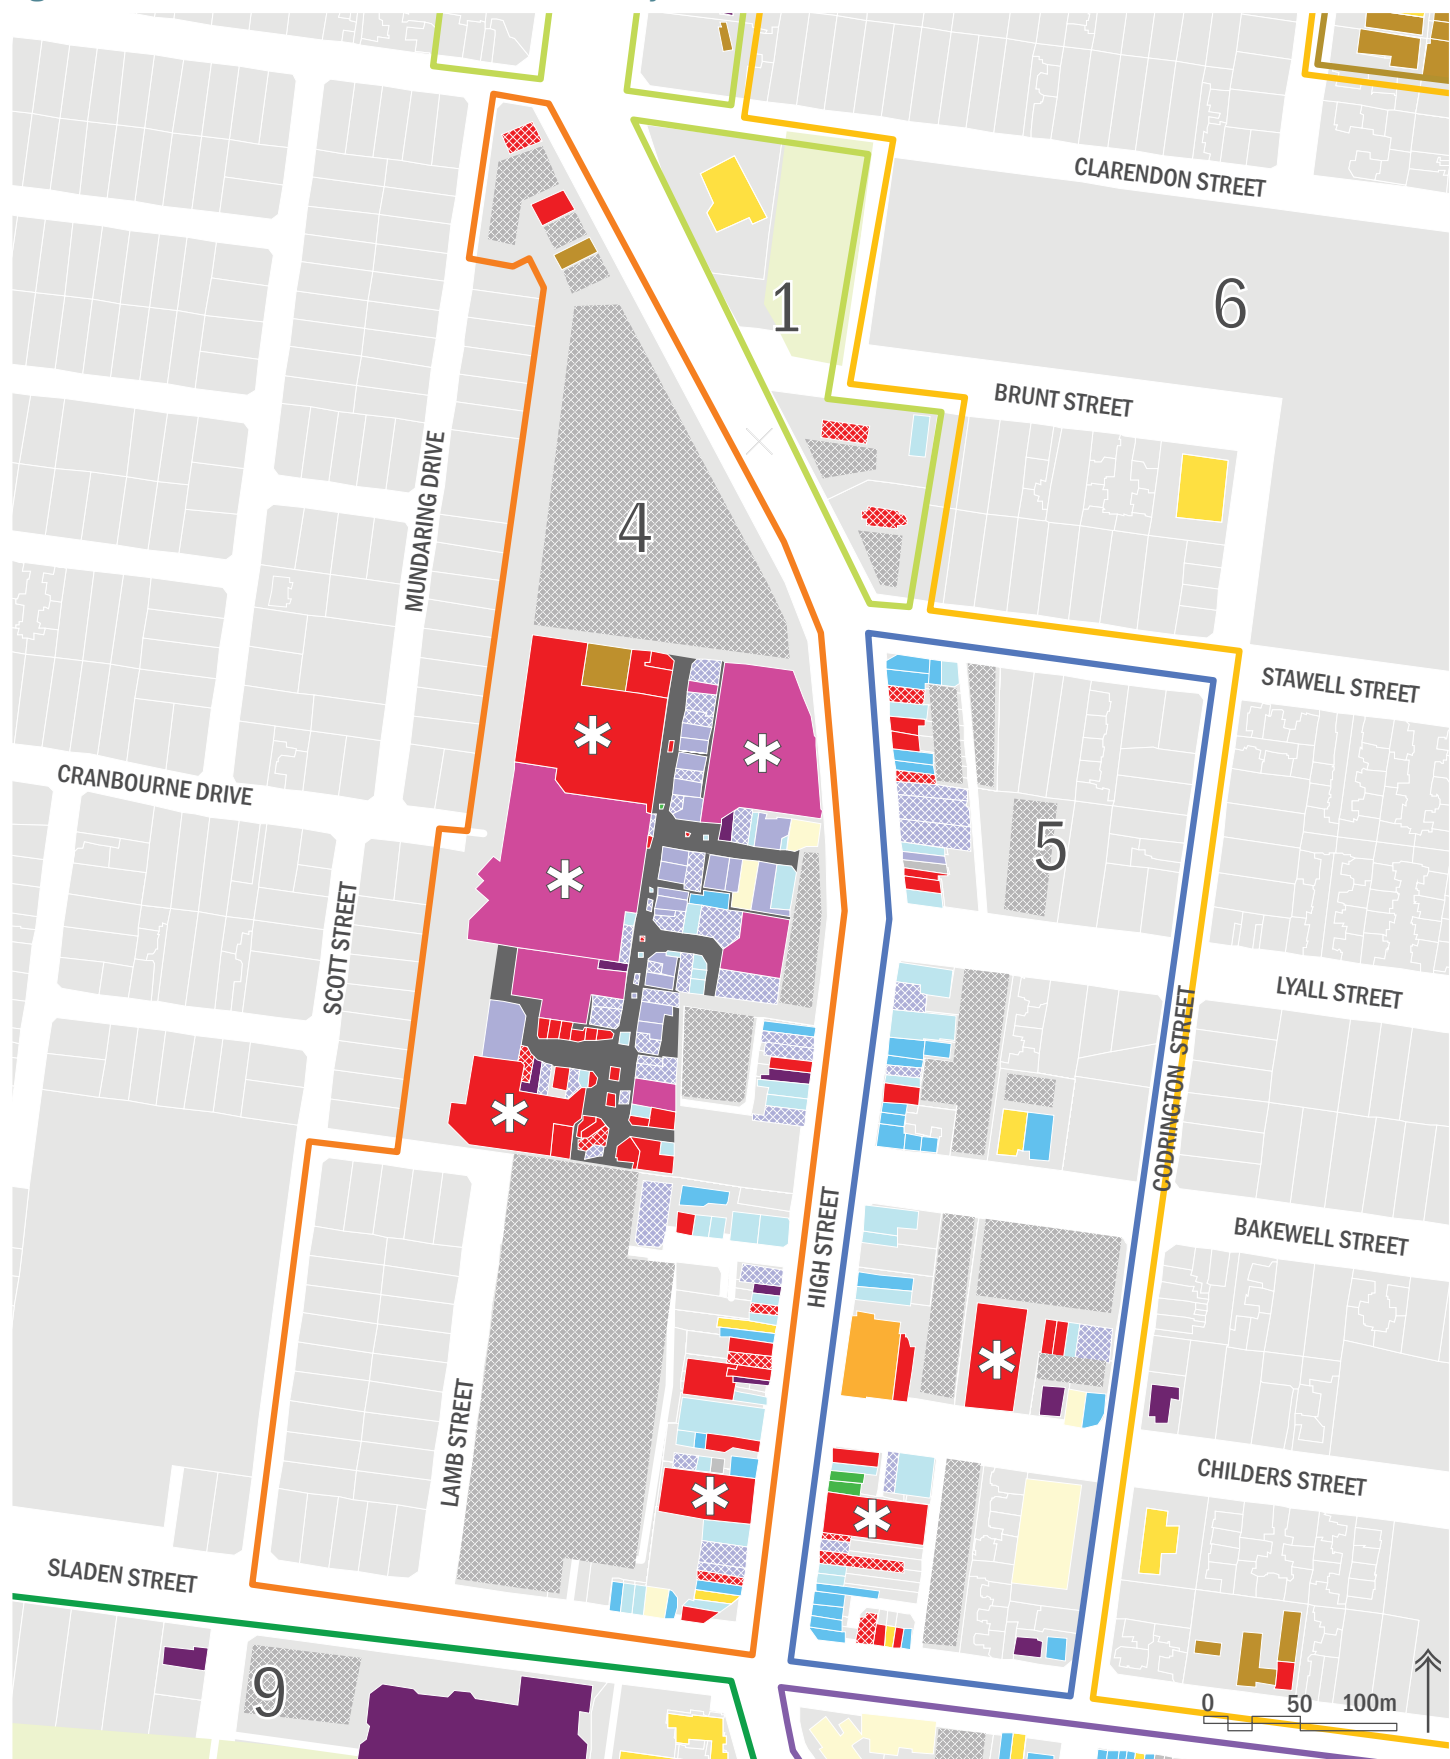 CLARENDON STREET
1
6
BRUNT STREET
MUNDARING DRIVE
4
STAWELL STREET
*
*
CRANBOURNE DRIVE
5
*
SCOTT STREET
LYALL STREET
CODRINGTON STREET
*
HIGH STREET
BAKEWELL STREET
*
LAMB STREET
CHILDERS STREET
*
*
SLADEN STREET
9
0 50 100m